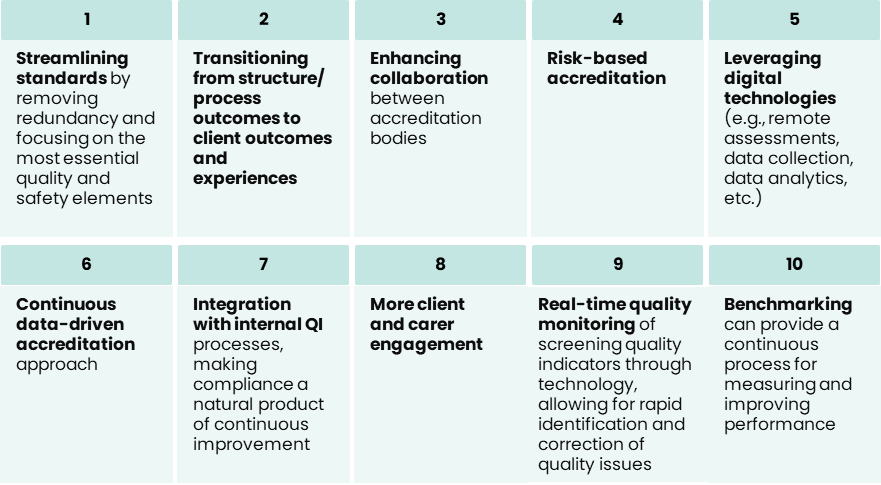 1
Streamlining
standards by
removing
redundancy and
focusing on the
most essential
quality and
safety elements
2
Transitioning
from structure/
process
outcomes to
client outcomes
and
experiences
3
Enhancing
collaboration
between
accreditation
bodies
4
Risk-based
accreditation
5
Leveraging
digital
technologies
(e.g., remote
assessments,
data collection,
data analytics,
etc.)
6
Continuous
data-driven
accreditation
approach
7
Integration
with internal QI
processes,
making
compliance a
natural product
of continuous
improvement
8
More client
and carer
engagement
9
Real-time quality
monitoring of
screening quality
indicators through
technology,
allowing for rapid
identification and
correction of
quality issues
10
Benchmarking
can provide a
continuous
process for
measuring and
improving
performance